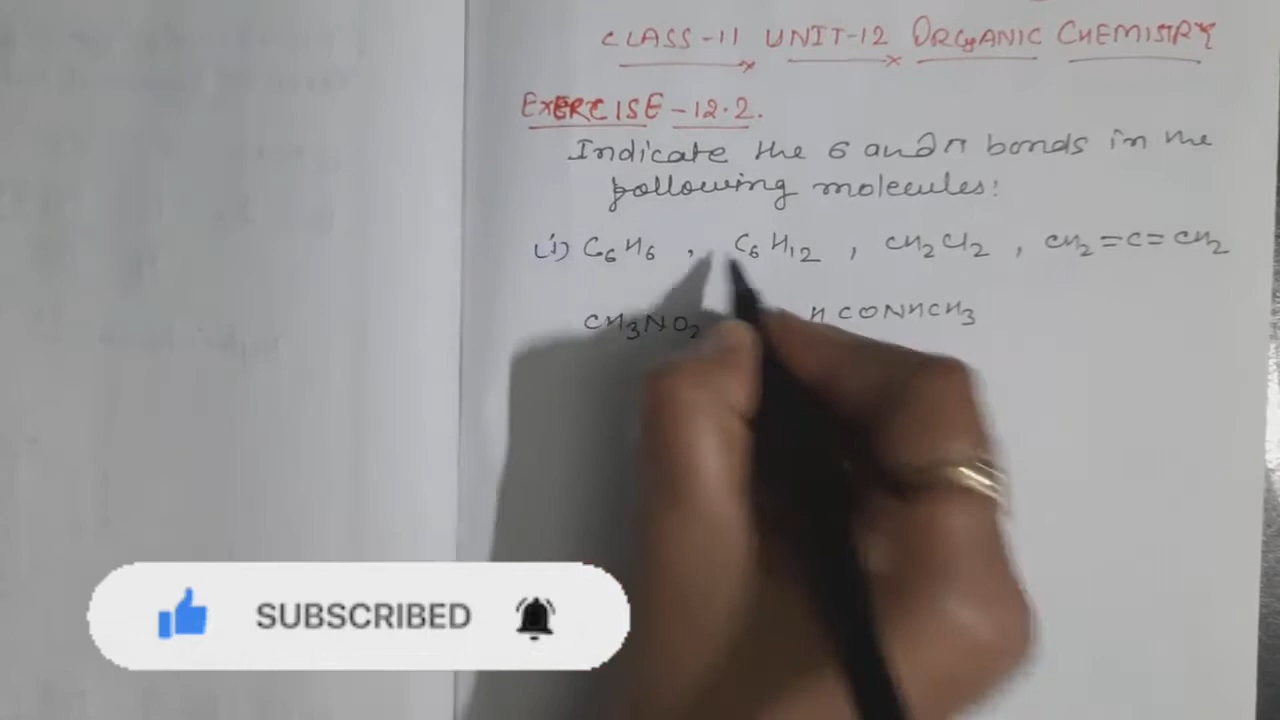 CLASS-11 UNIT-12 ORGANIC CHEMISTRY
EXERCISE-12.2.
Indicate the σ and π bonds in the
following molecules:
(i) C₆H₆ , C₆H₁₂ , CH₂Cl₂ , CH₂=C=CH₂
CH₃NO₂ HCONHCH₃
SUBSCRIBED